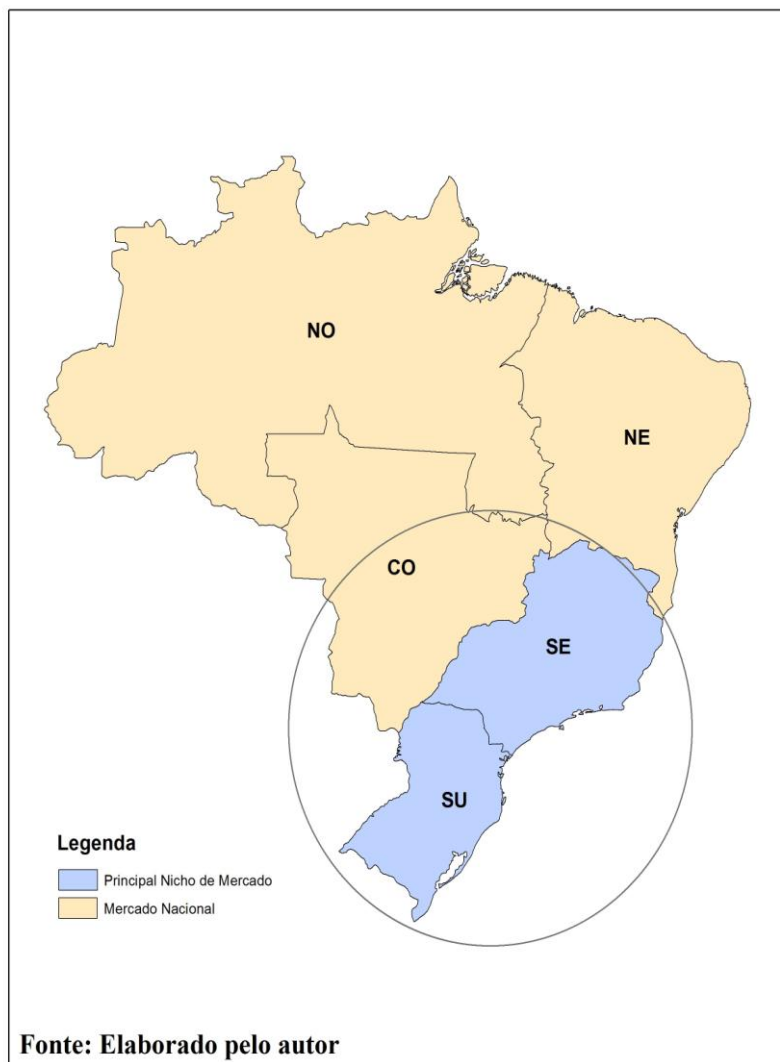 NO
NE
CO
SE
SU
Legenda
Principal Nicho de Mercado
Mercado Nacional
Fonte: Elaborado pelo autor